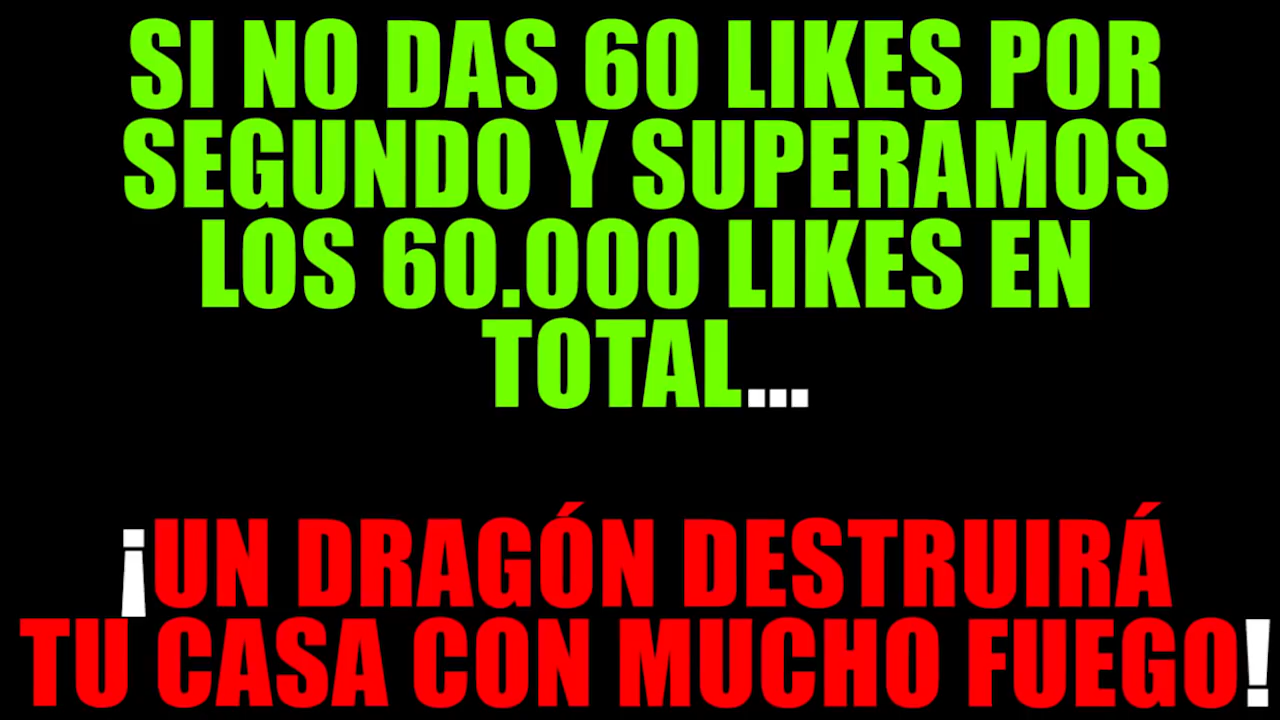 SI NO DAS 60 LIKES POR
SEGUNDO Y SUPERAMOS
LOS 60.000 LIKES EN
TOTAL...
¡UN DRAGÓN DESTRUIRÁ
TU CASA CON MUCHO FUEGO!